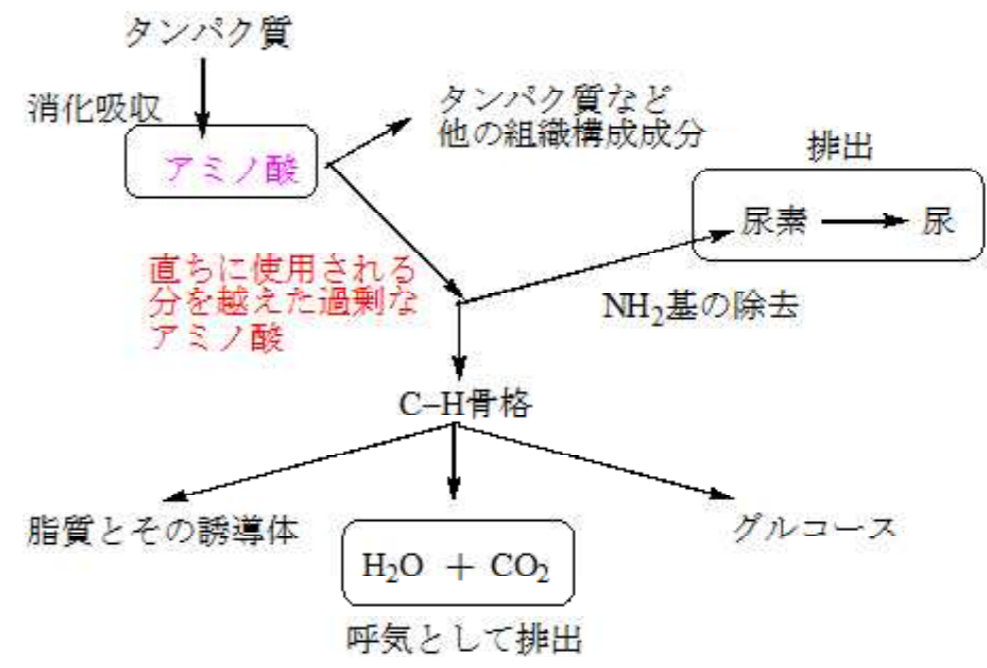 タンパク質
消化吸収
アミノ酸
タンパク質など
他の組織構成成分
排出
尿素
尿
直ちに使用される
分を越えた過剰な
アミノ酸
NH₂基の除去
C–H骨格
脂質とその誘導体
H₂O + CO₂
グルコース
呼気として排出